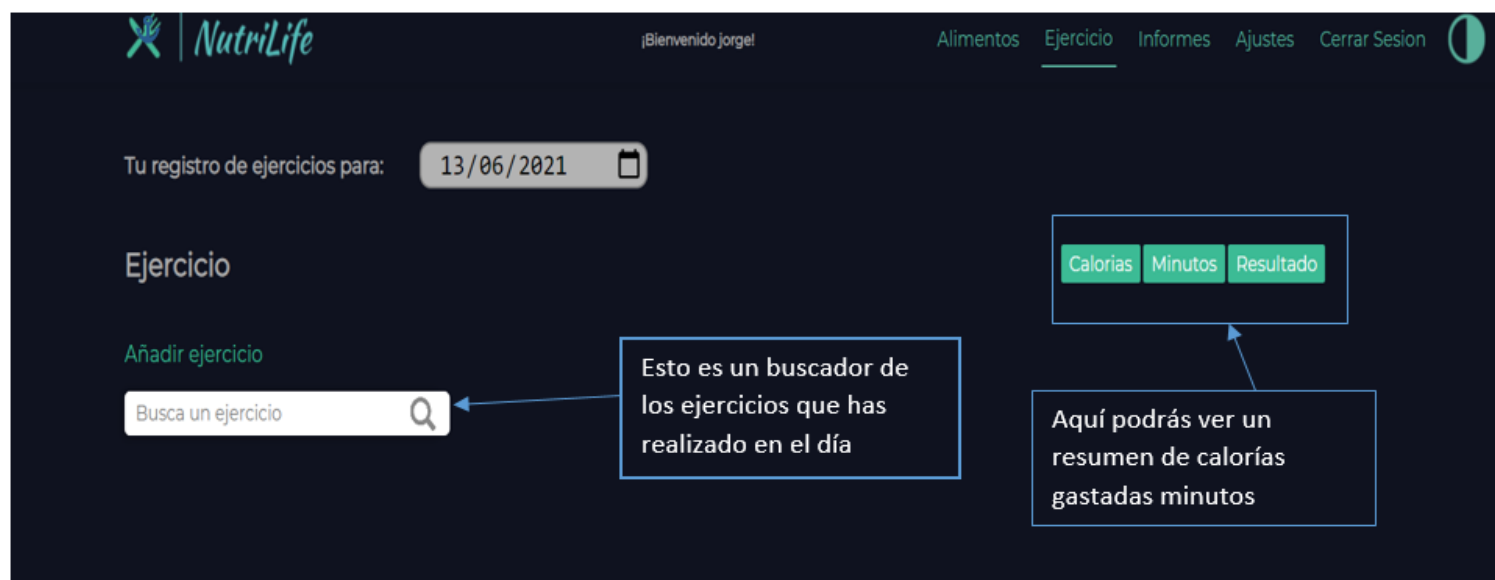 NutriLife
¡Bienvenido jorge!
Alimentos Ejercicio Informes Ajustes Cerrar Sesion
Tu registro de ejercicios para: 13/06/2021
Ejercicio
Calorias Minutos Resultado
Añadir ejercicio
Busca un ejercicio
Esto es un buscador de
los ejercicios que has
realizado en el día
Aquí podrás ver un
resumen de calorías
gastadas minutos